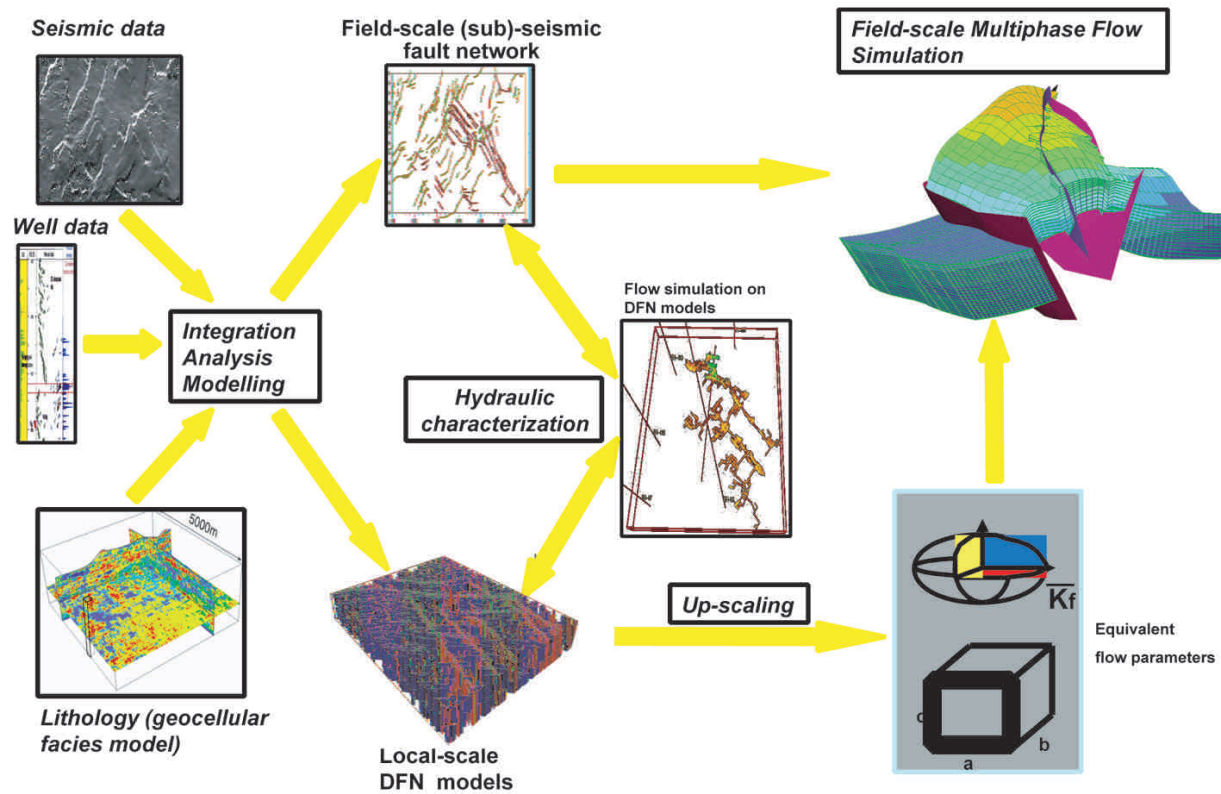 Seismic data
Field-scale (sub)-seismic
fault network
Field-scale Multiphase Flow
Simulation
Well data
Integration
Analysis
Modelling
Flow simulation on
DFN models
Hydraulic
characterization
5000m
Lithology (geocellular
facies model)
Local-scale
DFN models
Up-scaling
Kf
Equivalent
flow parameters
c
b
a